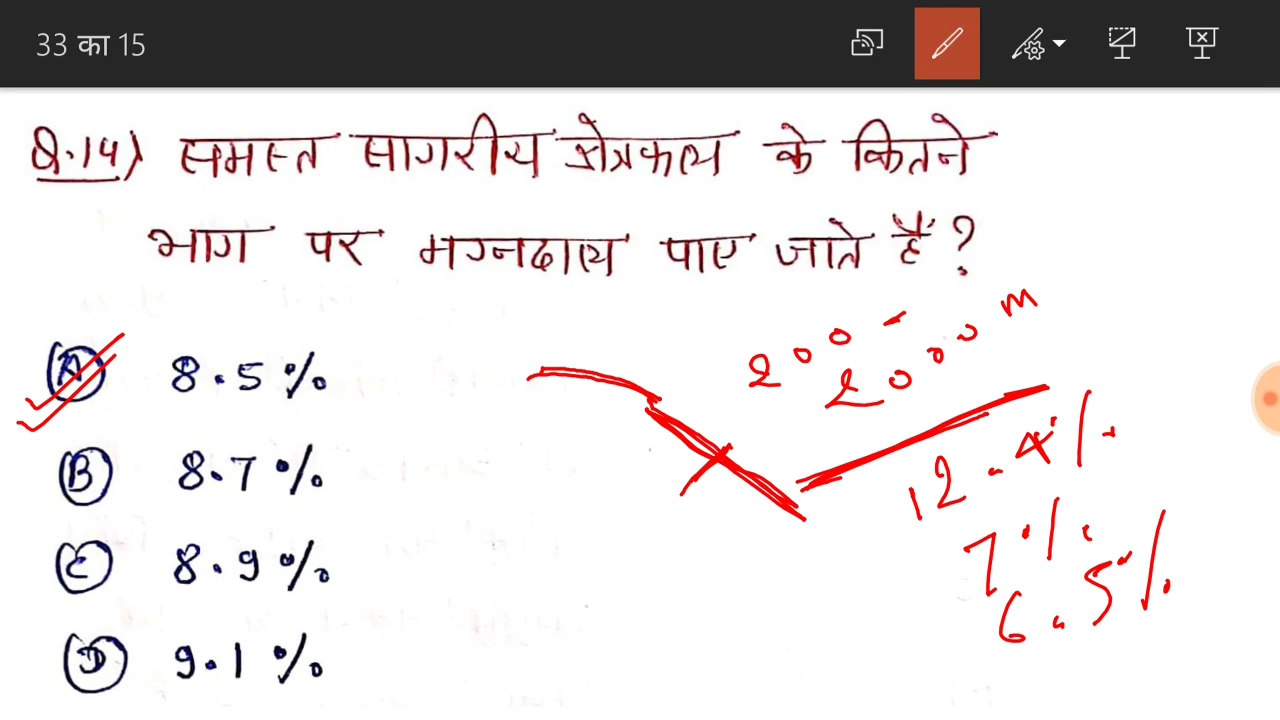 33 का 15
Q.14) समस्त सागरीय क्षेत्रफल के कितने
भाग पर मग्नढाल पाए जाते हैं ?
(A) 8.5 %
(B) 8.7 %
(C) 8.9 %
(D) 9.1 %
200 -
2000 m
12.4 %
7 %
6.5 %